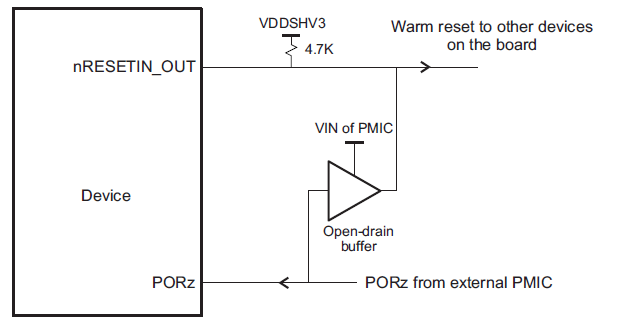 VDDSHV3
Warm reset to other devices
on the board
4.7K
nRESETIN_OUT
VIN of PMIC
Device
Open-drain
buffer
PORz
PORz from external PMIC